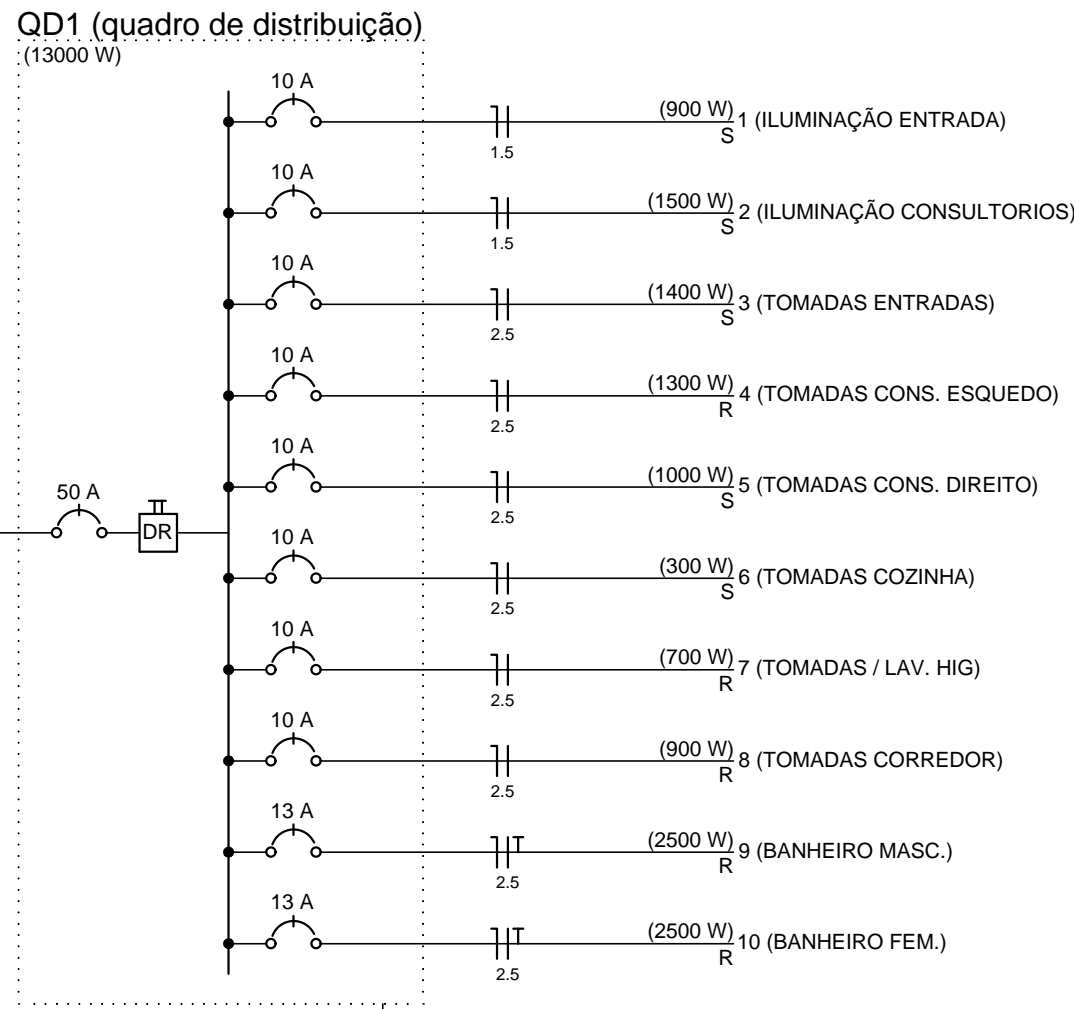 QD1 (quadro de distribuição)
(13000 W)
10 A
(900 W)
1 (ILUMINAÇÃO ENTRADA)
S
1.5
10 A
(1500 W)
2 (ILUMINAÇÃO CONSULTORIOS)
S
1.5
10 A
(1400 W)
3 (TOMADAS ENTRADAS)
S
2.5
10 A
(1300 W)
4 (TOMADAS CONS. ESQUEDO)
R
2.5
10 A
(1000 W)
5 (TOMADAS CONS. DIREITO)
S
2.5
50 A
DR
10 A
(300 W)
6 (TOMADAS COZINHA)
S
2.5
10 A
(700 W)
7 (TOMADAS / LAV. HIG)
R
2.5
10 A
(900 W)
8 (TOMADAS CORREDOR)
R
2.5
13 A
(2500 W)
9 (BANHEIRO MASC.)
R
2.5
13 A
(2500 W)
10 (BANHEIRO FEM.)
R
2.5